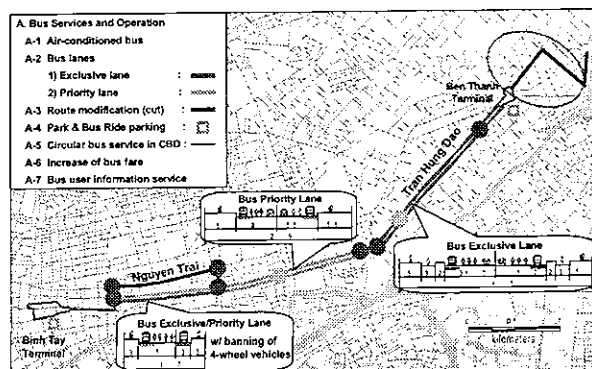 A. Bus Services and Operation
A-1 Air-conditioned bus
A-2 Bus lanes
1) Exclusive lane :
2) Priority lane :
A-3 Route modification (cut) :
A-4 Park & Bus Ride parking :
A-5 Circular bus service in CBD :
A-6 Increase of bus fare
A-7 Bus user information service
Ben Thanh
Terminal
Tran Hung Dao
Bus Priority Lane
Bus Exclusive Lane
Nguyen Trai
Bus Exclusive/Priority Lane
w/ banning of
4-wheel vehicles
Binh Tay
Terminal
kilometers